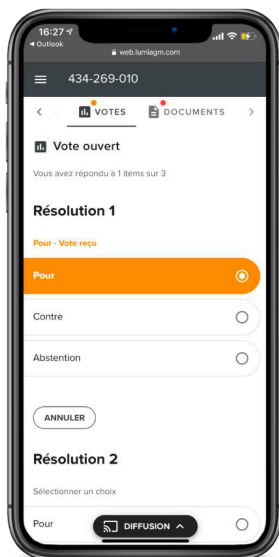 16:27
◀ Outlook
web.lumiagm.com
434-269-010
VOTES DOCUMENTS
Vote ouvert
Vous avez répondu à 1 items sur 3
Résolution 1
Pour - Vote reçu
Pour
Contre
Abstention
ANNULER
Résolution 2
Sélectionner un choix
Pour
DIFFUSION